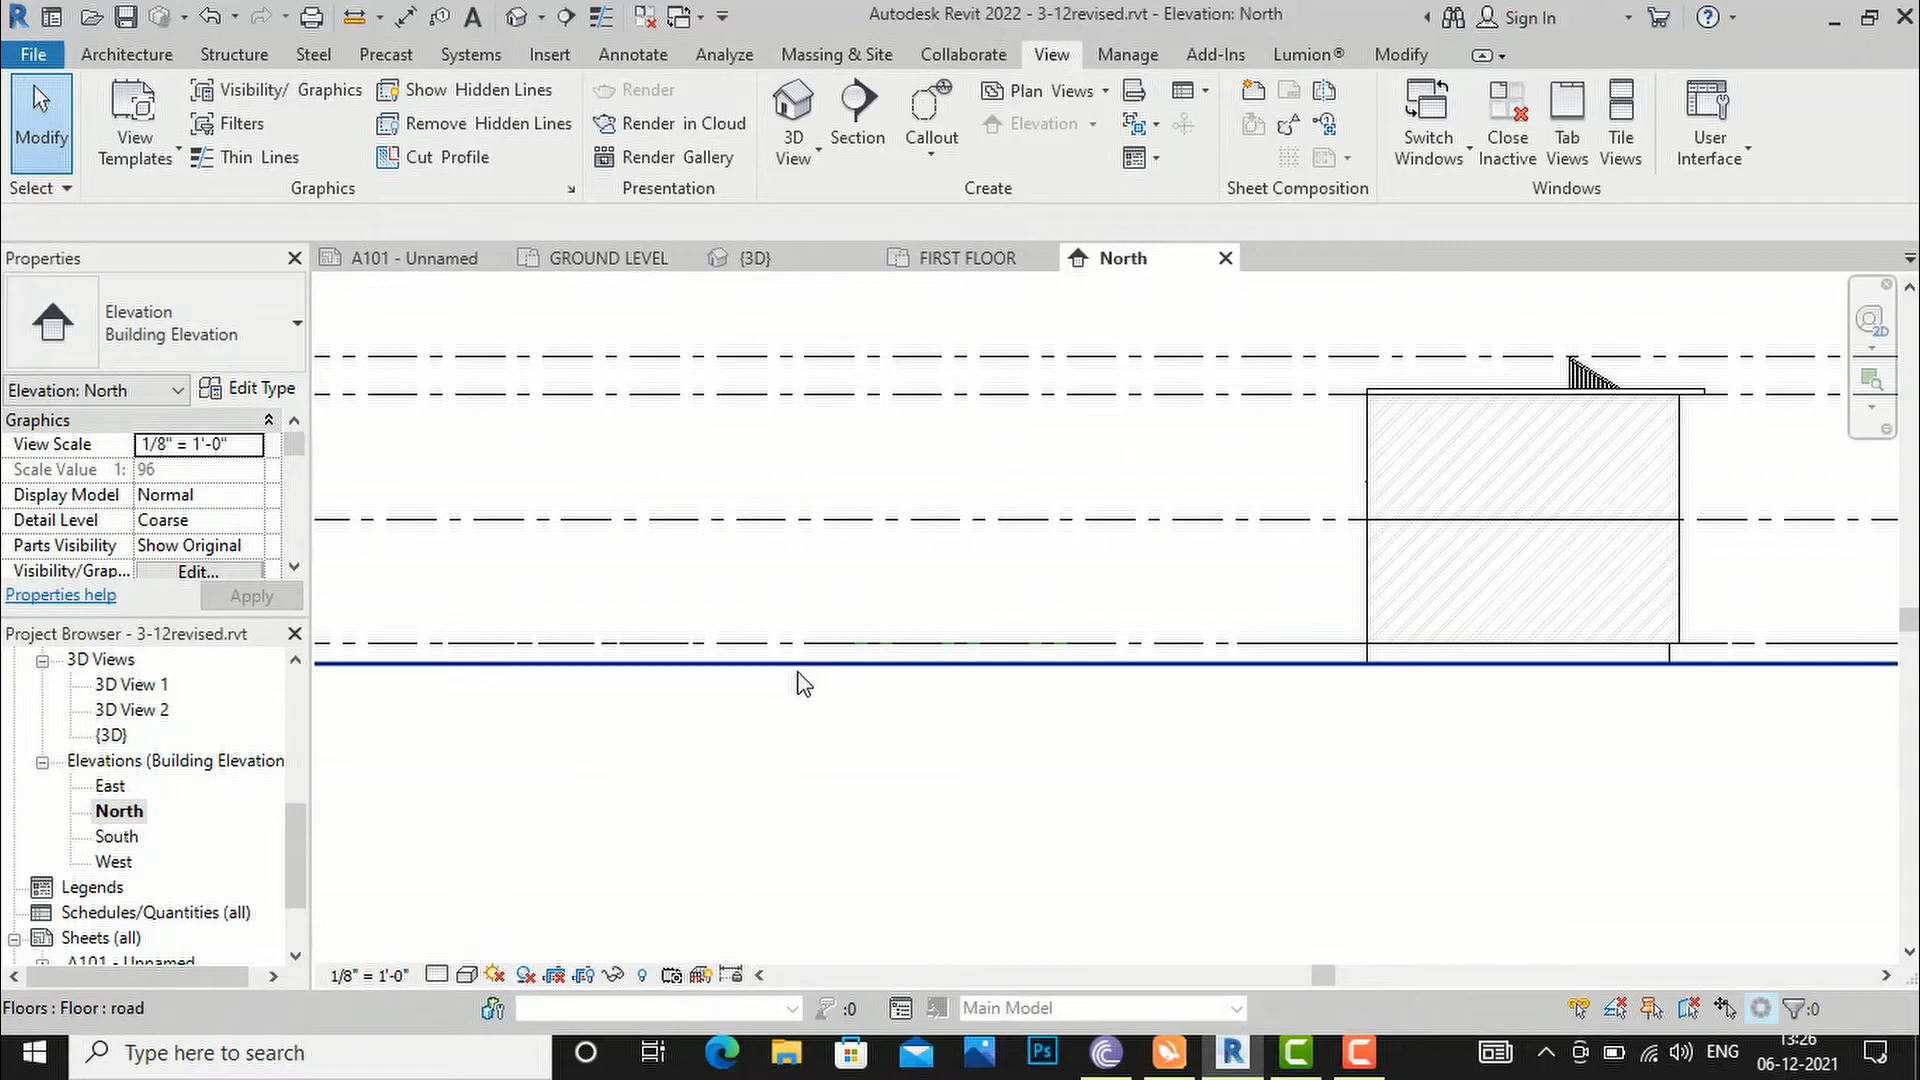 Autodesk Revit 2022 - 3-12revised.rvt - Elevation: North
Sign In
File
Architecture
Structure
Steel
Precast
Systems
Insert
Annotate
Analyze
Massing & Site
Collaborate
View
Manage
Add-Ins
Lumion®
Modify
Modify
View
Templates
Visibility/ Graphics
Filters
Thin Lines
Show Hidden Lines
Remove Hidden Lines
Cut Profile
Render
Render in Cloud
Render Gallery
3D
View
Section
Callout
Plan Views
Elevation
Switch
Windows
Close
Inactive
Tab
Views
Tile
Views
User
Interface
Select
Graphics
Presentation
Create
Sheet Composition
Windows
Properties
A101 - Unnamed
GROUND LEVEL
{3D}
FIRST FLOOR
North
2D
Elevation
Building Elevation
Elevation: North
Edit Type
Graphics
View Scale
1/8" = 1'-0"
Scale Value 1:
96
Display Model
Normal
Detail Level
Coarse
Parts Visibility
Show Original
Visibility/Grap...
Edit...
Properties help
Apply
Project Browser - 3-12revised.rvt
3D Views
3D View 1
3D View 2
{3D}
Elevations (Building Elevation
East
North
South
West
Legends
Schedules/Quantities (all)
Sheets (all)
A101 - Unnamed
1/8" = 1'-0"
Floors : Floor : road
:0
Main Model
:0
Type here to search
Ps
R
C
C
ENG
13:26
06-12-2021